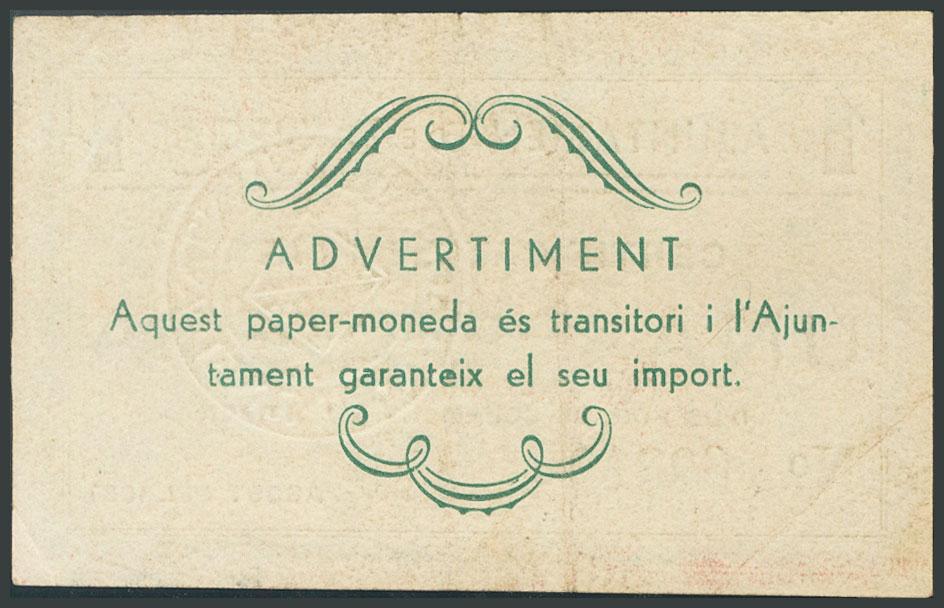 ADVERTIMENT
Aquest paper-moneda és transitori i l'Ajun-
tament garanteix el seu import.